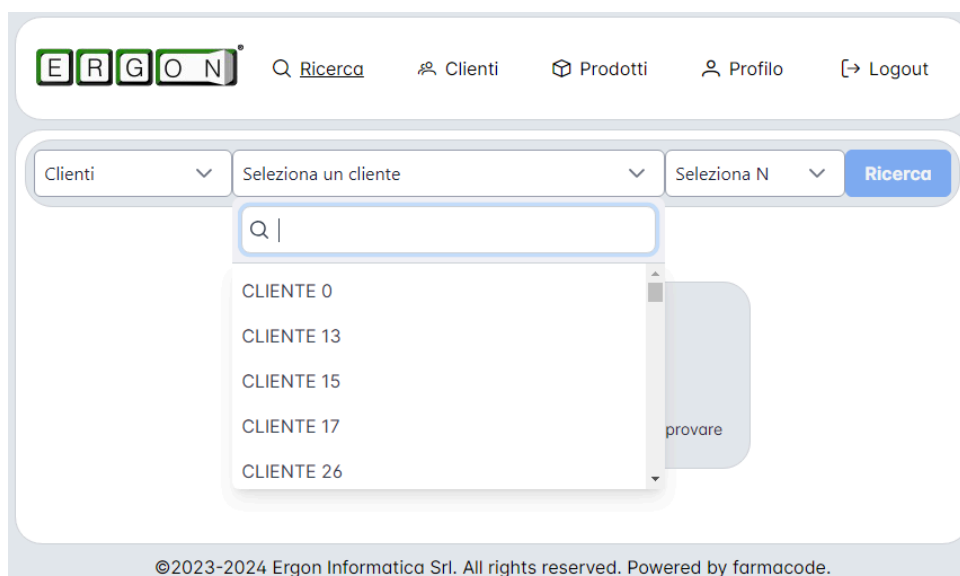 ERGON®
Ricerca
Clienti
Prodotti
Profilo
Logout
Clienti
Seleziona un cliente
Seleziona N
Ricerca
CLIENTE 0
CLIENTE 13
CLIENTE 15
CLIENTE 17
CLIENTE 26
provare
©2023-2024 Ergon Informatica Srl. All rights reserved. Powered by farmacode.